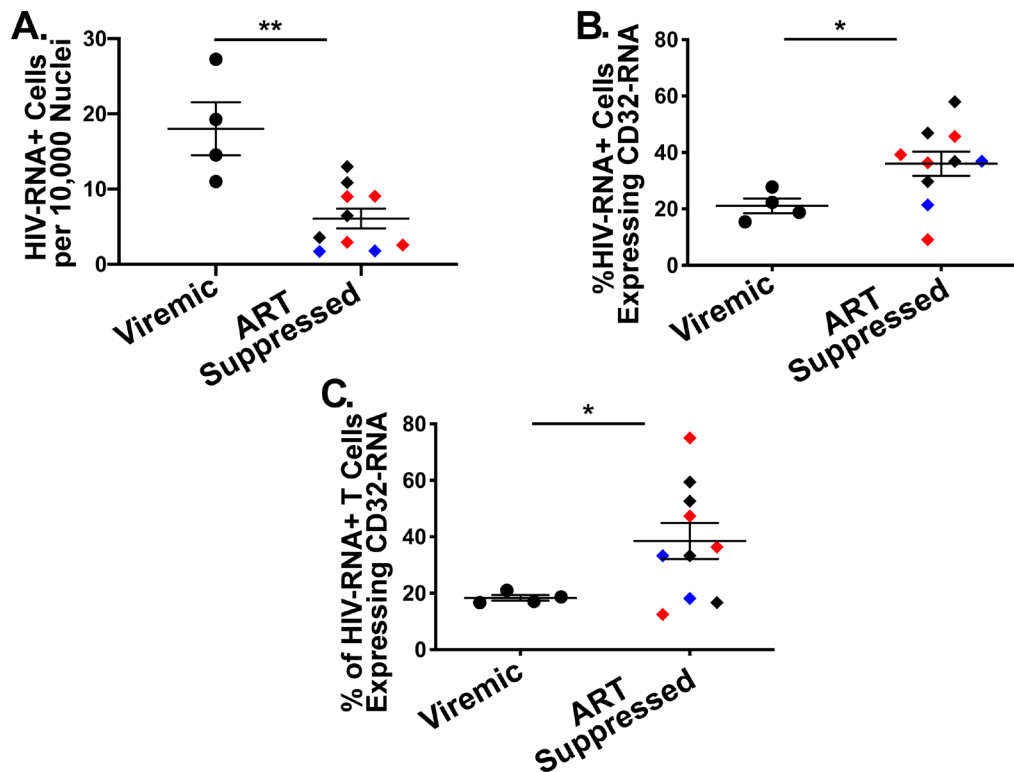 A.
HIV-RNA+ Cells
per 10,000 Nuclei
30
20
10
0
**
Viremic
ART
Suppressed
B.
%HIV-RNA+ Cells
Expressing CD32-RNA
80
60
40
20
0
*
Viremic
ART
Suppressed
C.
% of HIV-RNA+ T Cells
Expressing CD32-RNA
80
60
40
20
0
*
Viremic
ART
Suppressed